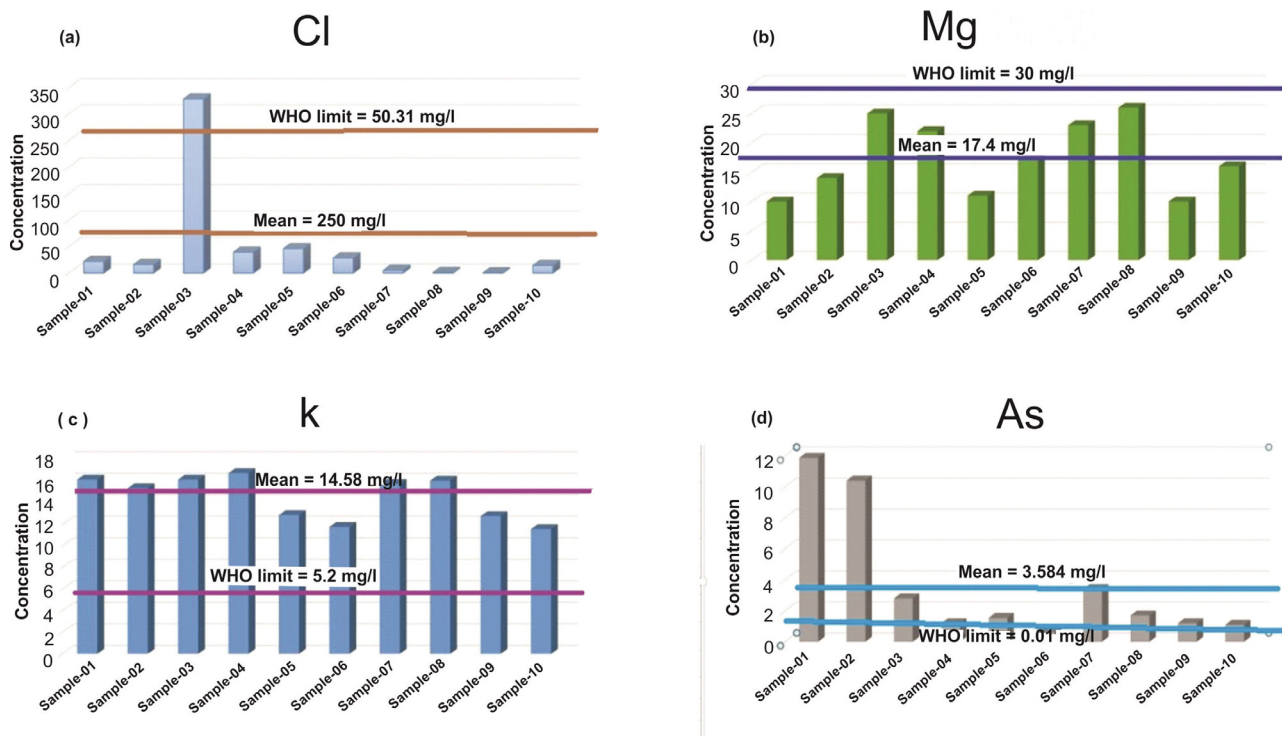 (a)
Cl
Concentration
350
300
250
200
150
100
50
0
WHO limit = 50.31 mg/l
Mean = 250 mg/l
Sample-01
Sample-02
Sample-03
Sample-04
Sample-05
Sample-06
Sample-07
Sample-08
Sample-09
Sample-10
(b)
Mg
Concentration
30
25
20
15
10
5
0
WHO limit = 30 mg/l
Mean = 17.4 mg/l
Sample-01
Sample-02
Sample-03
Sample-04
Sample-05
Sample-06
Sample-07
Sample-08
Sample-09
Sample-10
( c )
k
Concentration
18
16
14
12
10
8
6
4
2
0
Mean = 14.58 mg/l
WHO limit = 5.2 mg/l
Sample-01
Sample-02
Sample-03
Sample-04
Sample-05
Sample-06
Sample-07
Sample-08
Sample-09
Sample-10
(d)
As
Concentration
12
10
8
6
4
2
0
Mean = 3.584 mg/l
WHO limit = 0.01 mg/l
Sample-01
Sample-02
Sample-03
Sample-04
Sample-05
Sample-06
Sample-07
Sample-08
Sample-09
Sample-10